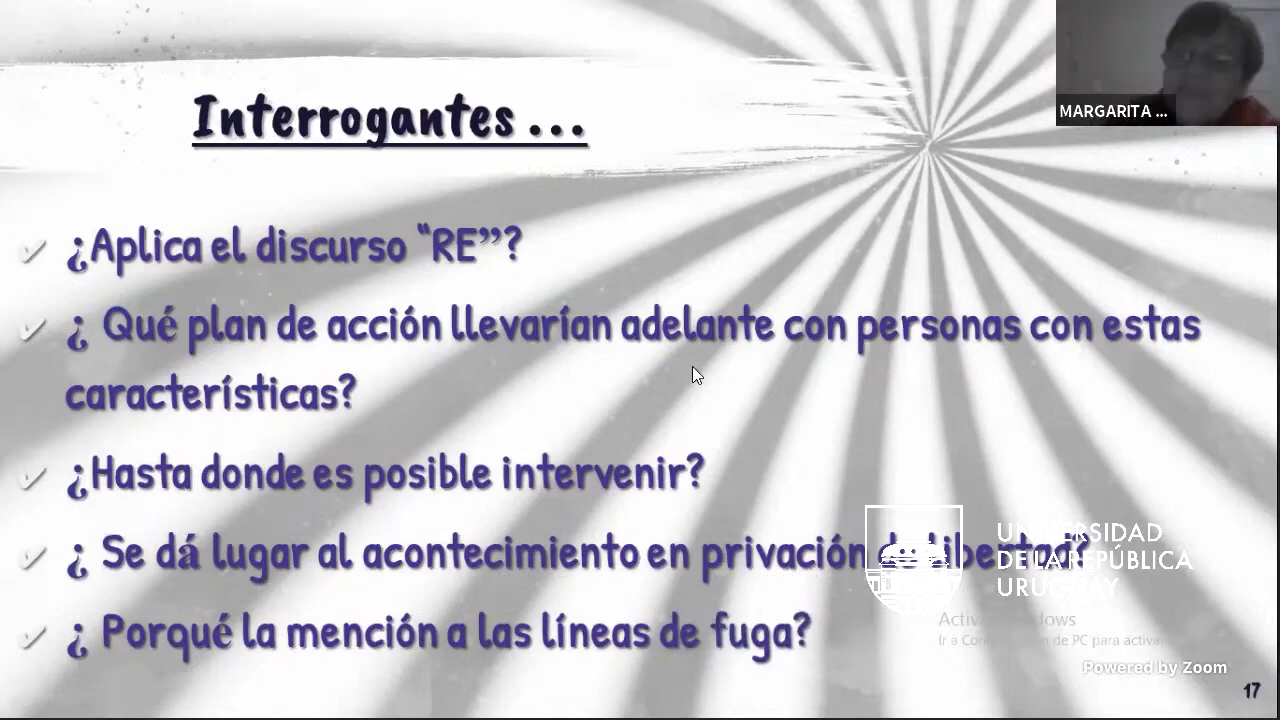 MARGARITA ...
Interrogantes ...
✓ ¿Aplica el discurso “RE”?
✓ ¿ Qué plan de acción llevarían adelante con personas con estas
características?
✓ ¿Hasta donde es posible intervenir?
✓ ¿ Se dá lugar al acontecimiento en privación de libertad?
✓ ¿ Porqué la mención a las líneas de fuga?
UNIVERSIDAD
DE LA REPÚBLICA
URUGUAY
Powered by Zoom
17